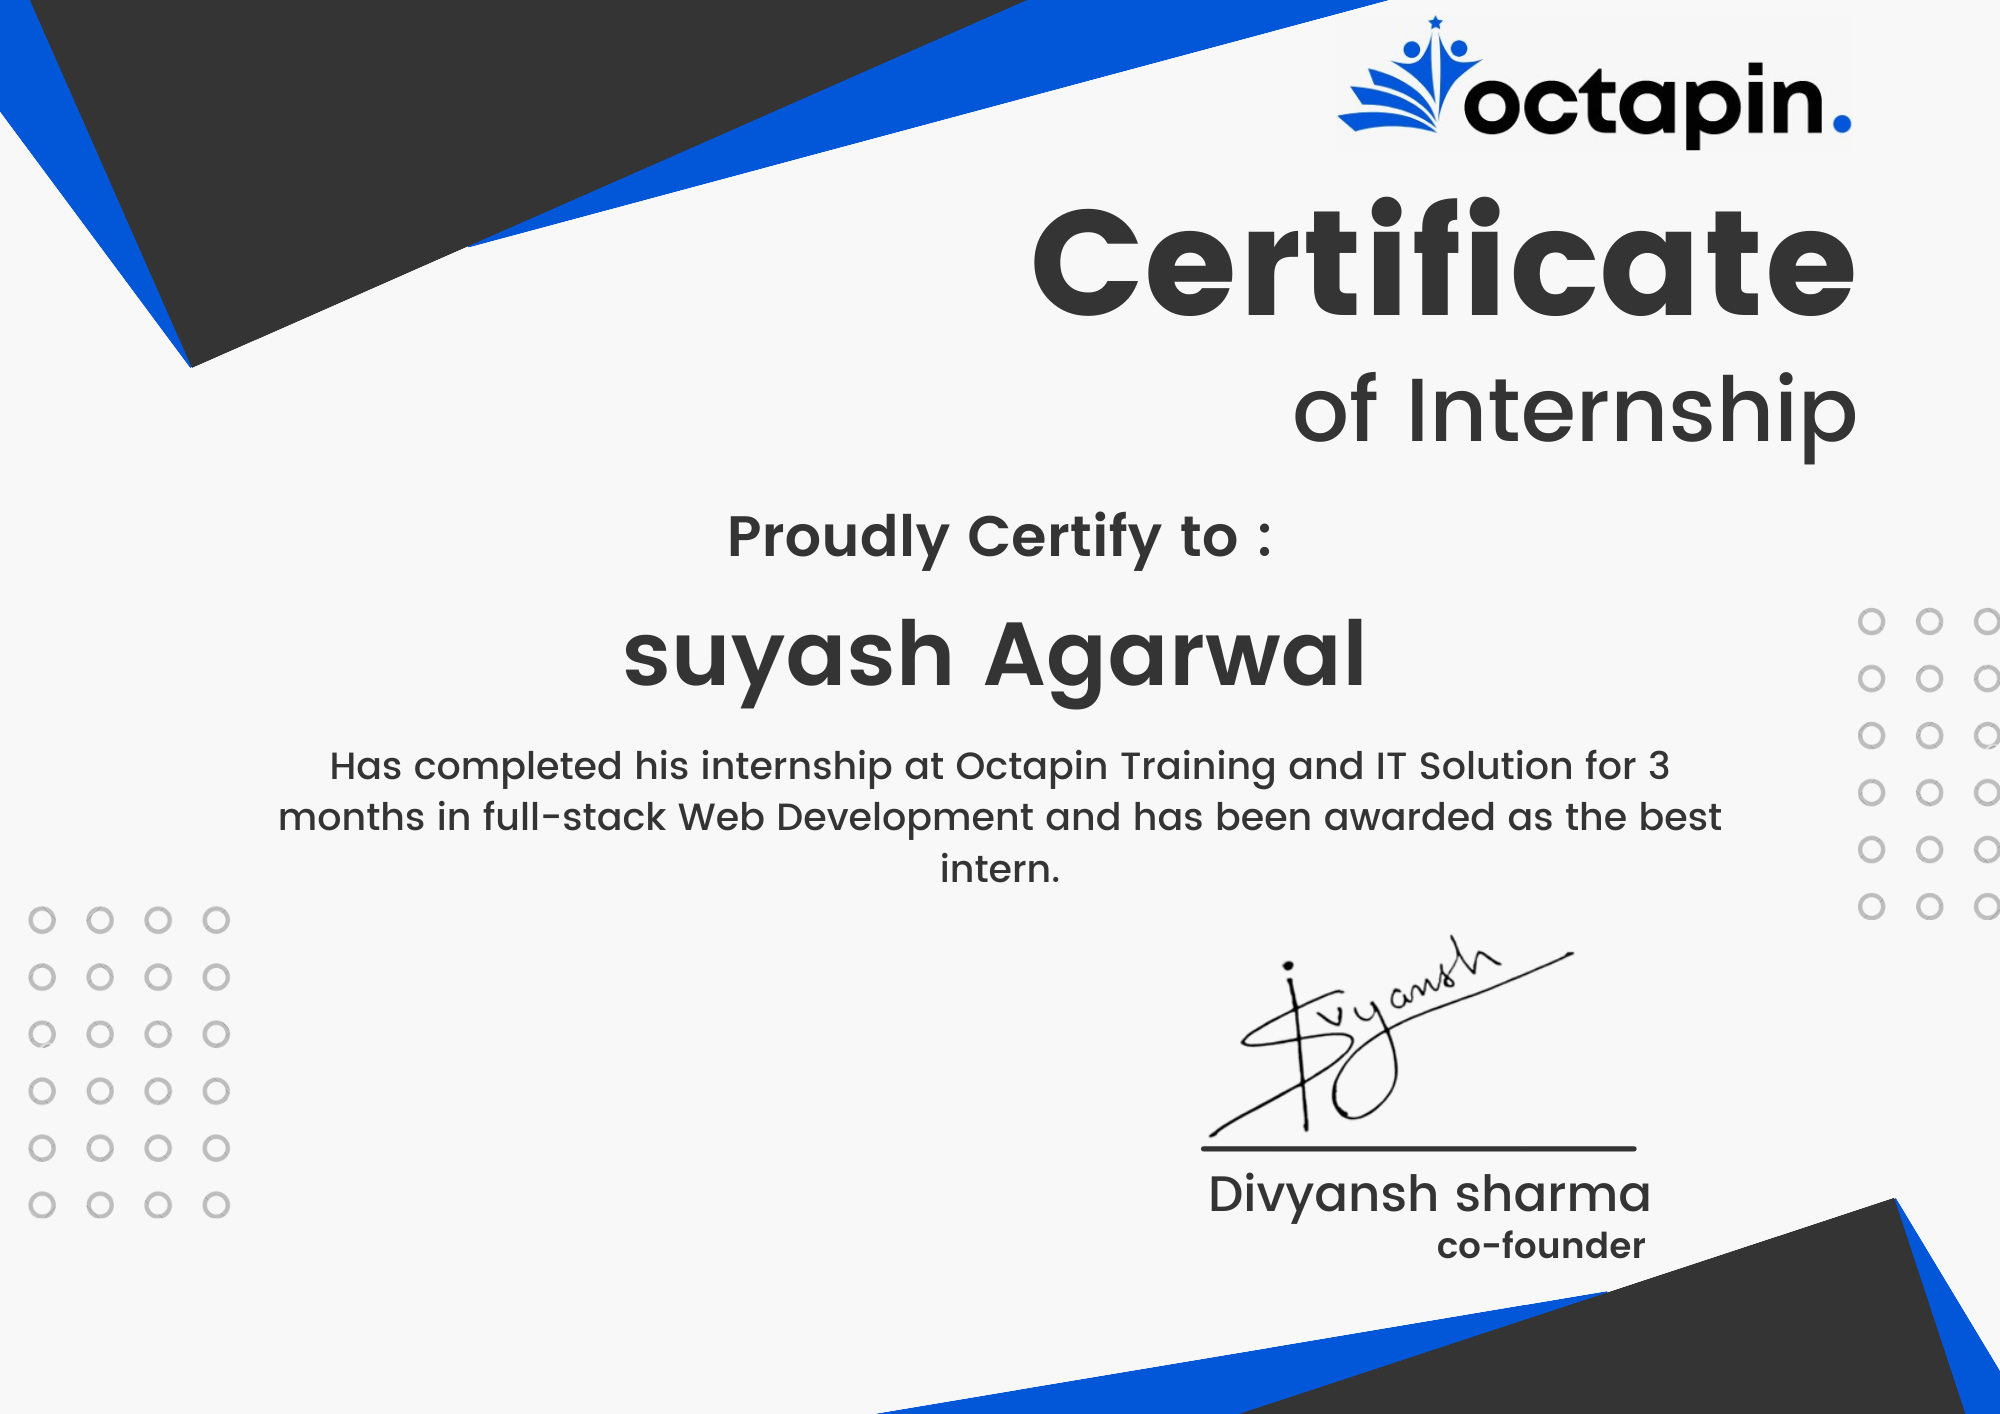 octapin.
Certificate
of Internship
Proudly Certify to :
suyash Agarwal
Has completed his internship at Octapin Training and IT Solution for 3
months in full-stack Web Development and has been awarded as the best
intern.
Divyansh
Divyansh sharma
co-founder